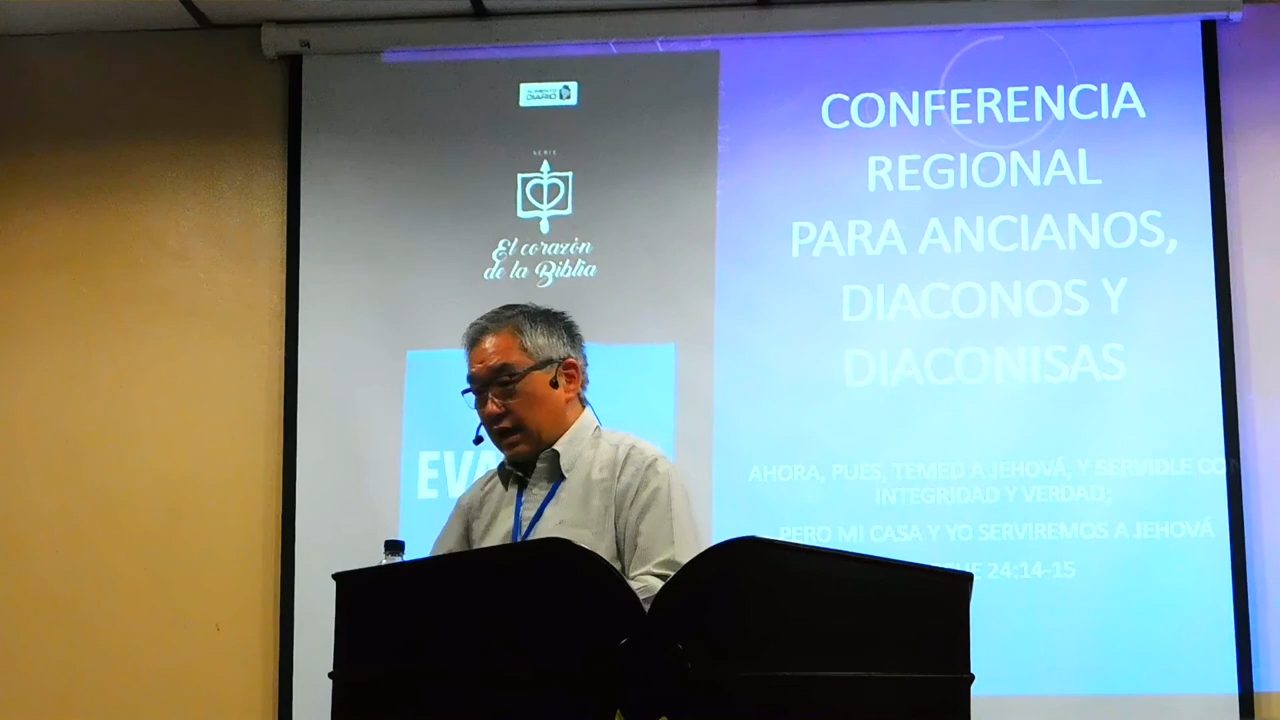 ALIMENTO
DIARIO
SERIE
El corazón
de la Biblia
EVA
CONFERENCIA
REGIONAL
PARA ANCIANOS,
DIACONOS Y
DIACONISAS
AHORA, PUES, TEMED A JEHOVÁ. Y SERVIDLE CON
INTEGRIDAD Y VERDAD;
PERO MI CASA Y YO SERVIREMOS A JEHOVÁ
24:14-15